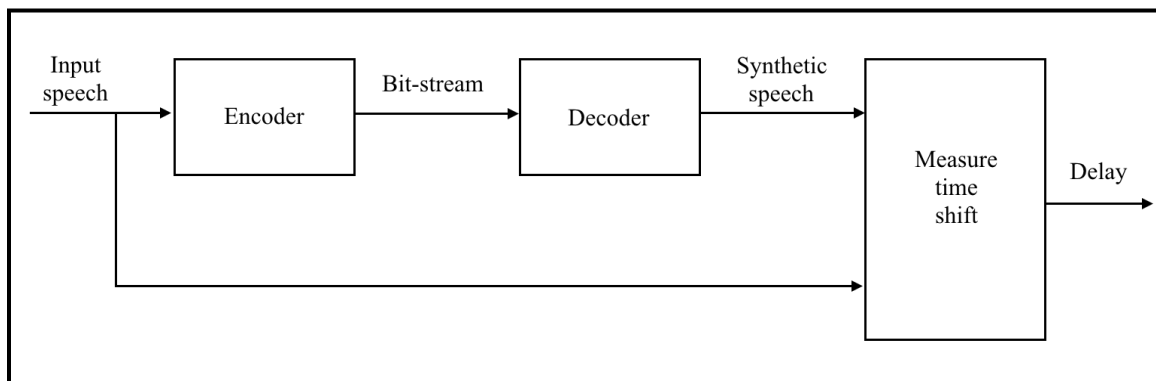 Input
speech
Encoder
Bit-stream
Decoder
Synthetic
speech
Measure
time
shift
Delay